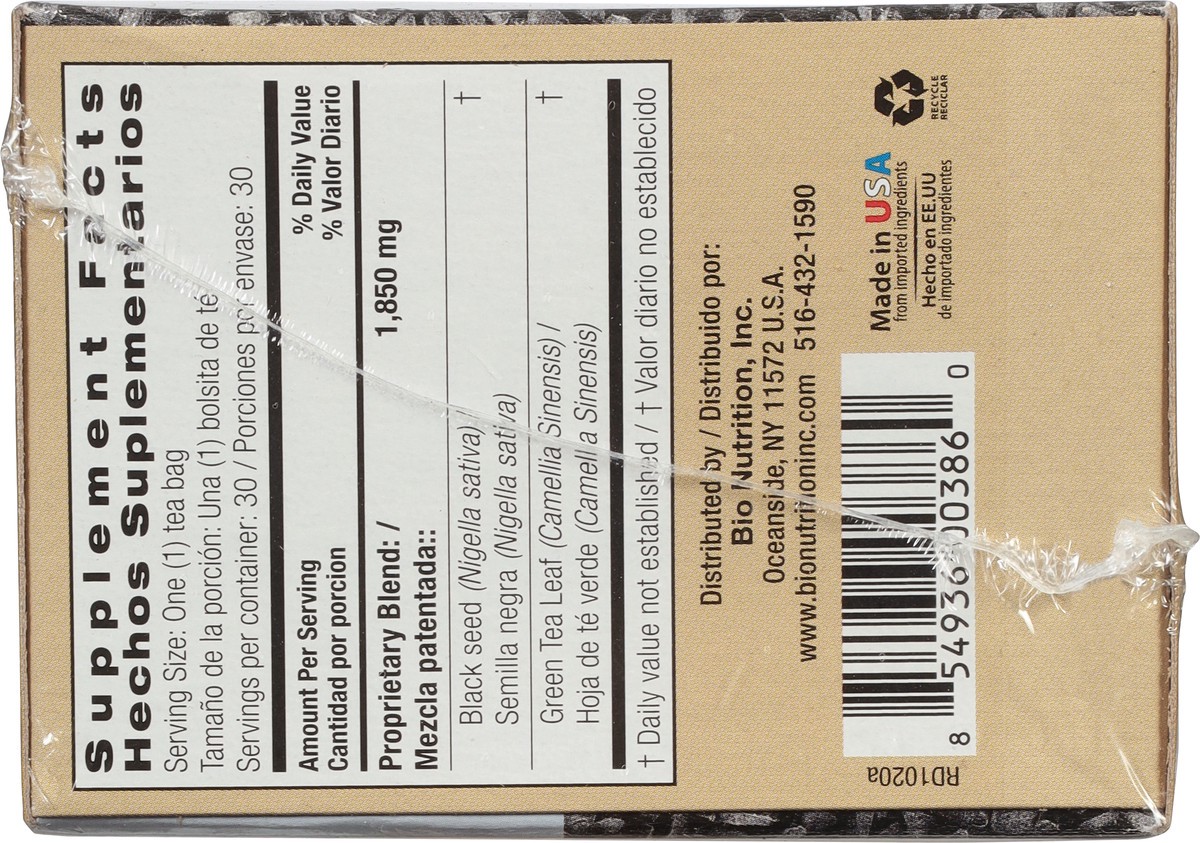 Supplement Facts
Hechos Suplementarios
Serving Size: One (1) tea bag
Tamaño de la porción: Una (1) bolsita de té
Servings per container: 30 / Porciones por envase: 30
% Daily Value
% Valor Diario
Amount Per Serving
Cantidad por porcion
Proprietary Blend: / 1,850 mg
Mezcla patentada::
Black seed (Nigella sativa) †
Semilla negra (Nigella sativa)
Green Tea Leaf (Camellia Sinensis) / †
Hoja de té verde (Camella Sinensis)
† Daily value not established / † Valor diario no establecido
Distributed by / Distribuido por:
Bio Nutrition, Inc.
Oceanside, NY 11572 U.S.A.
www.bionutritioninc.com 516-432-1590
8 54936 00386 0
Made in USA
from imported ingredients
Hecho en EE.UU
de importado ingredientes
RECYCLE
RECICLAR
RD1020a